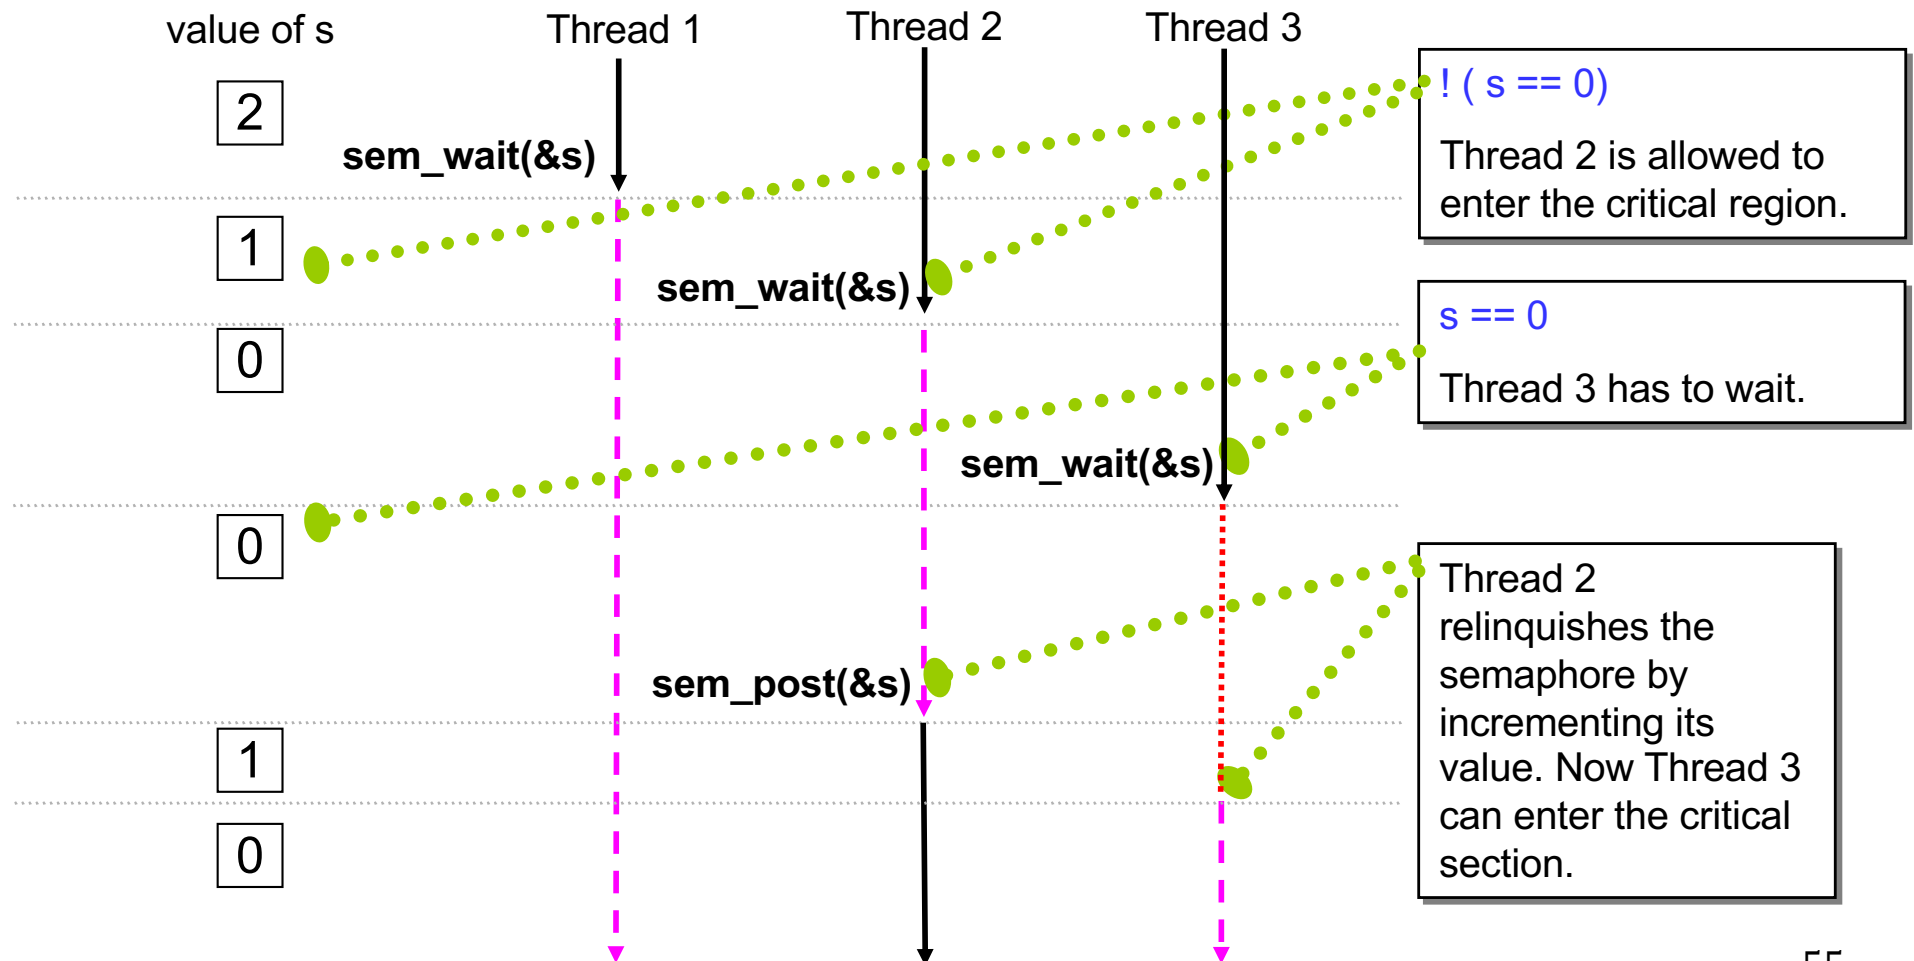 value of s
Thread 1
Thread 2
Thread 3
2
sem_wait(&s)
! ( s == 0)
Thread 2 is allowed to
enter the critical region.
1
sem_wait(&s)
s == 0
Thread 3 has to wait.
0
sem_wait(&s)
0
Thread 2
relinquishes the
semaphore by
incrementing its
value. Now Thread 3
can enter the critical
section.
sem_post(&s)
1
0
55